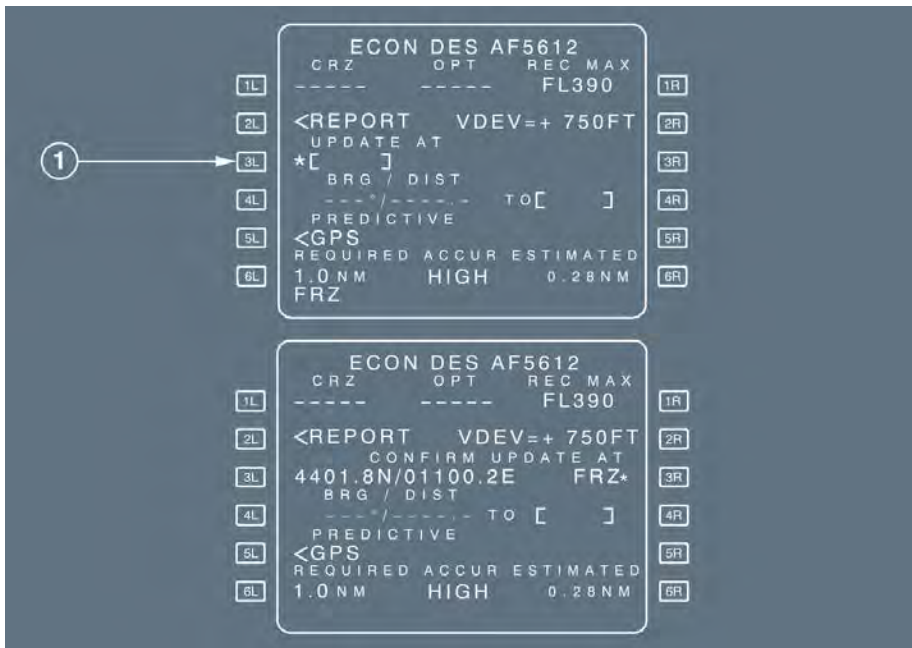 ECON DES AF5612
CRZ OPT REC MAX
1L ----- ----- FL390 1R
2L <REPORT VDEV=+ 750FT 2R
UPDATE AT
1 3L *[ ] 3R
BRG / DIST
4L ---°/----.- TO[ ] 4R
PREDICTIVE
5L <GPS 5R
REQUIRED ACCUR ESTIMATED
6L 1.0NM HIGH 0.28NM 6R
FRZ
ECON DES AF5612
CRZ OPT REC MAX
1L ----- ----- FL390 1R
2L <REPORT VDEV=+ 750FT 2R
CONFIRM UPDATE AT
3L 4401.8N/01100.2E FRZ* 3R
BRG / DIST
4L ---°/----.- TO [ ] 4R
PREDICTIVE
5L <GPS 5R
REQUIRED ACCUR ESTIMATED
6L 1.0NM HIGH 0.28NM 6R